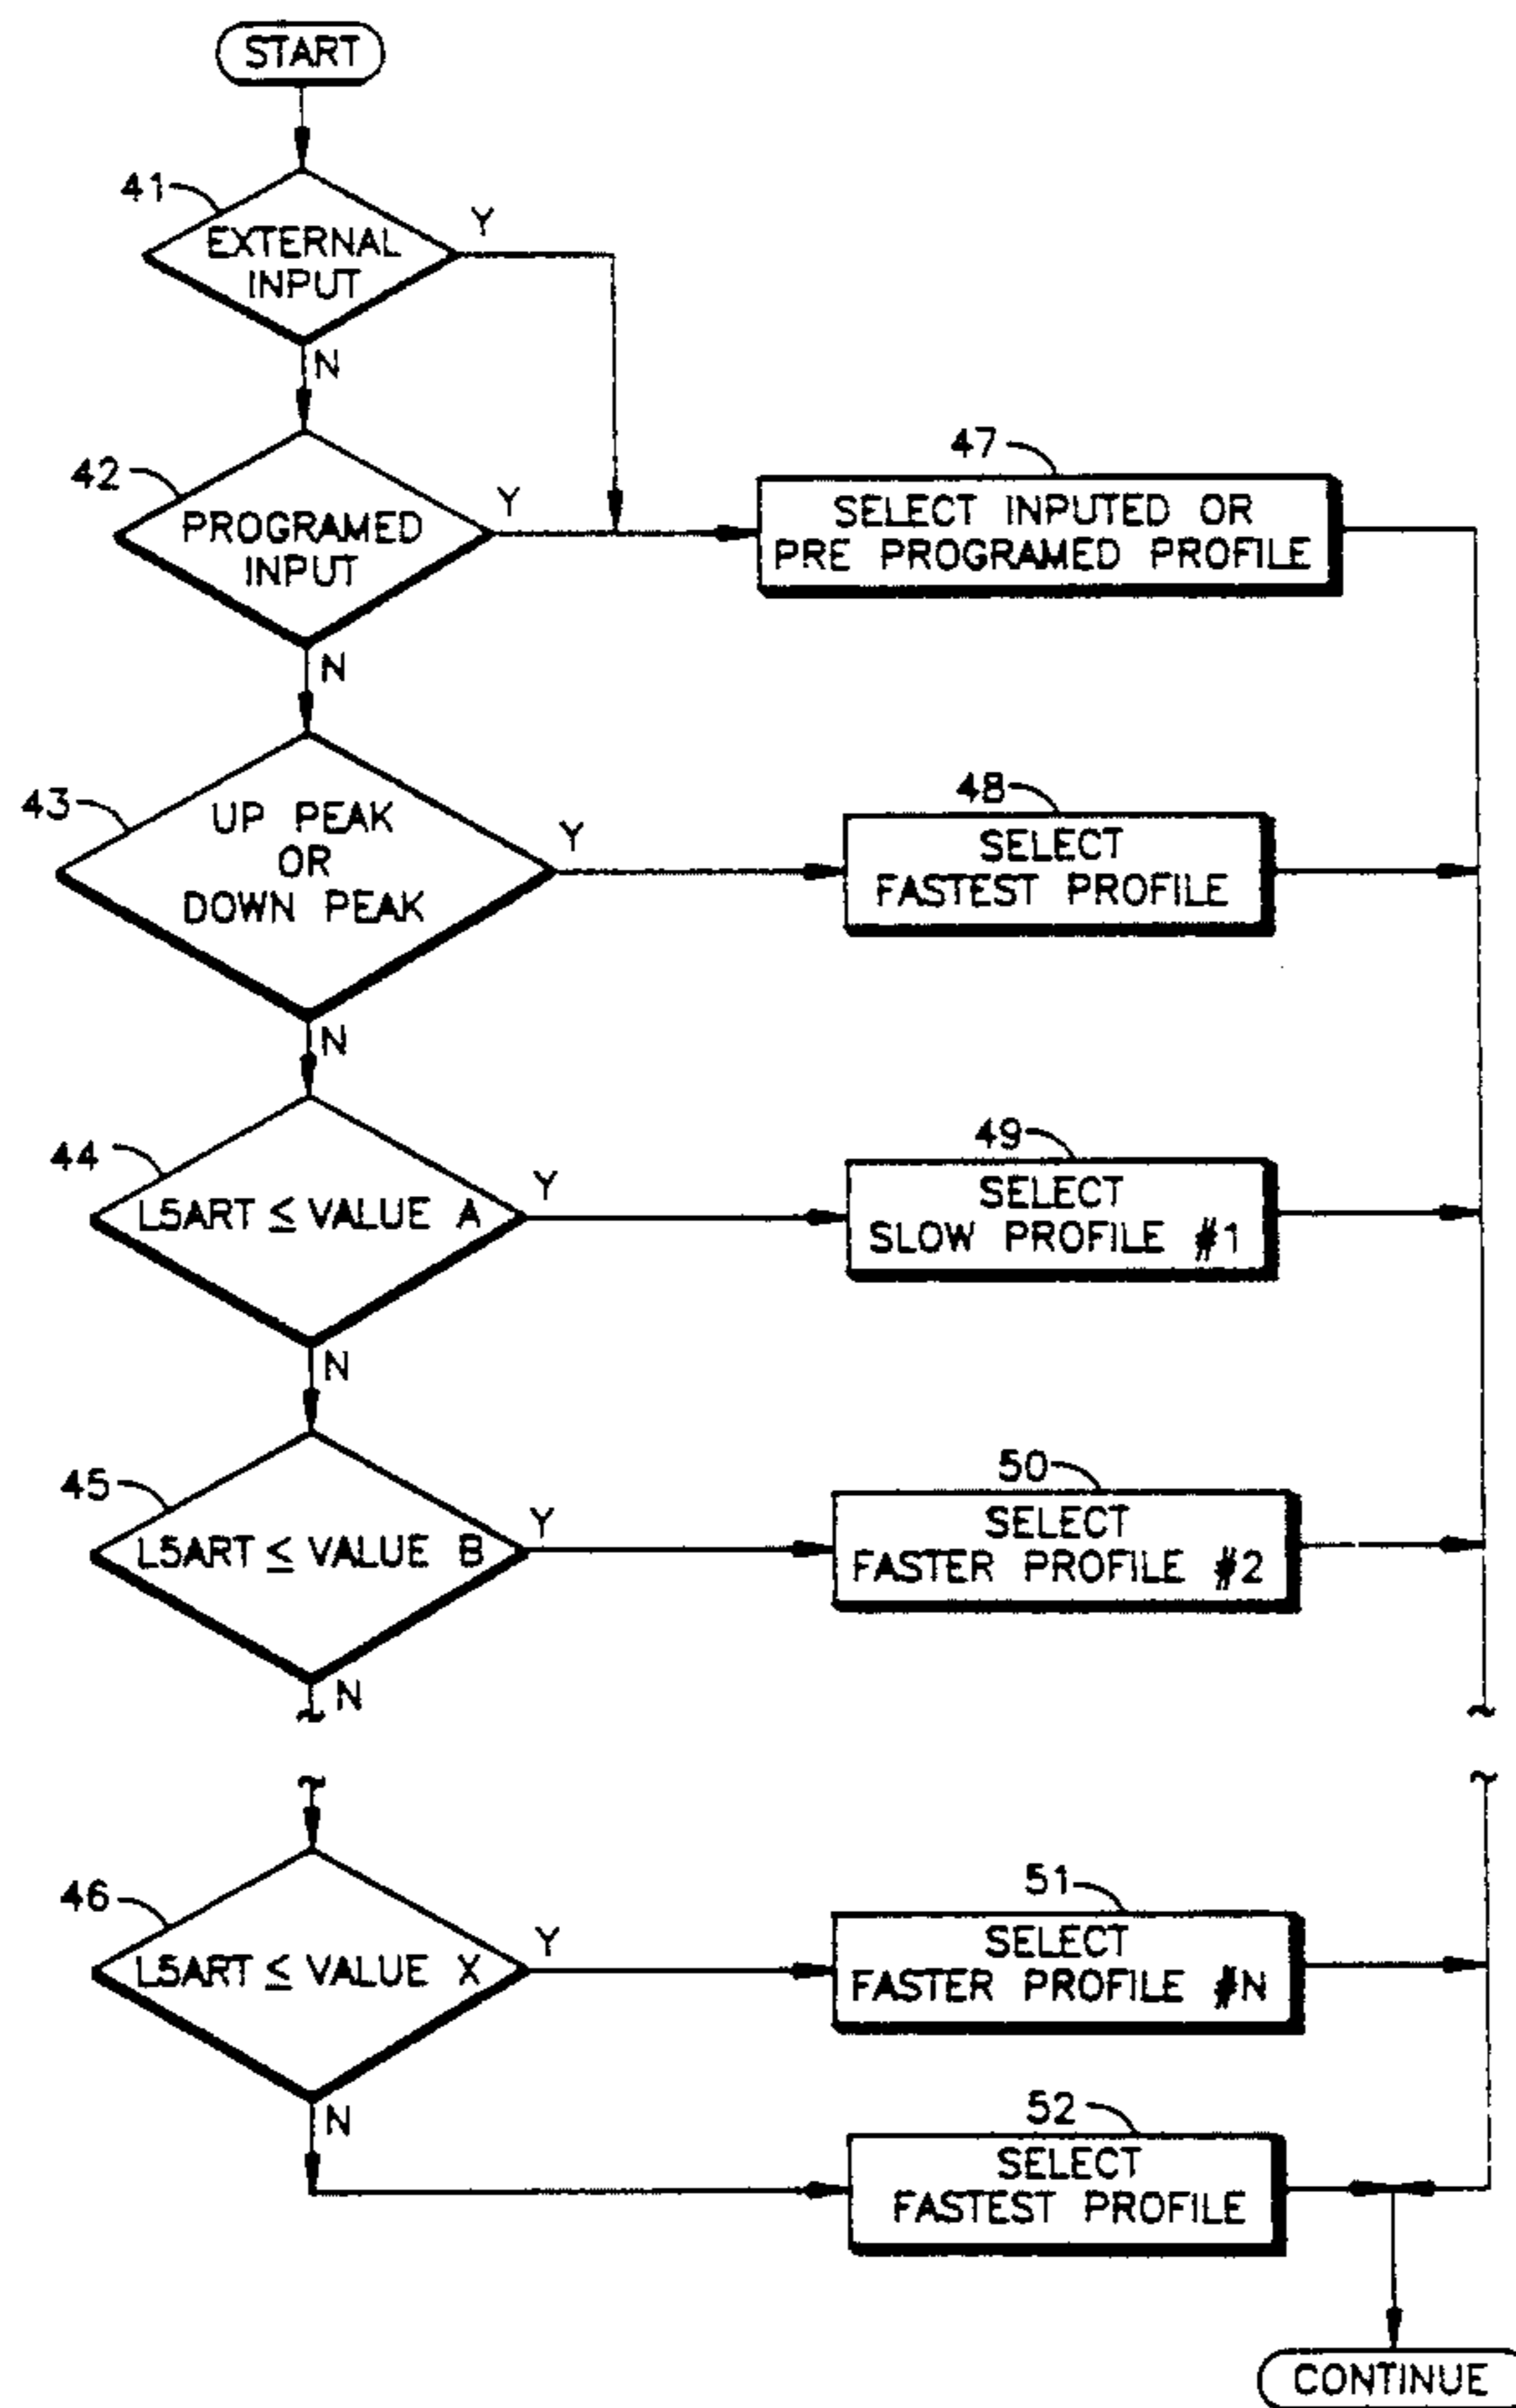 START
41
EXTERNAL
INPUT
Y
N
42
PROGRAMED
INPUT
Y
N
47
SELECT INPUTED OR
PRE PROGRAMED PROFILE
43
UP PEAK
OR
DOWN PEAK
Y
N
48
SELECT
FASTEST PROFILE
44
L5ART ≤ VALUE A
Y
N
49
SELECT
SLOW PROFILE #1
45
L5ART ≤ VALUE B
Y
N
50
SELECT
FASTER PROFILE #2
46
L5ART ≤ VALUE X
Y
N
51
SELECT
FASTER PROFILE #N
52
SELECT
FASTEST PROFILE
CONTINUE